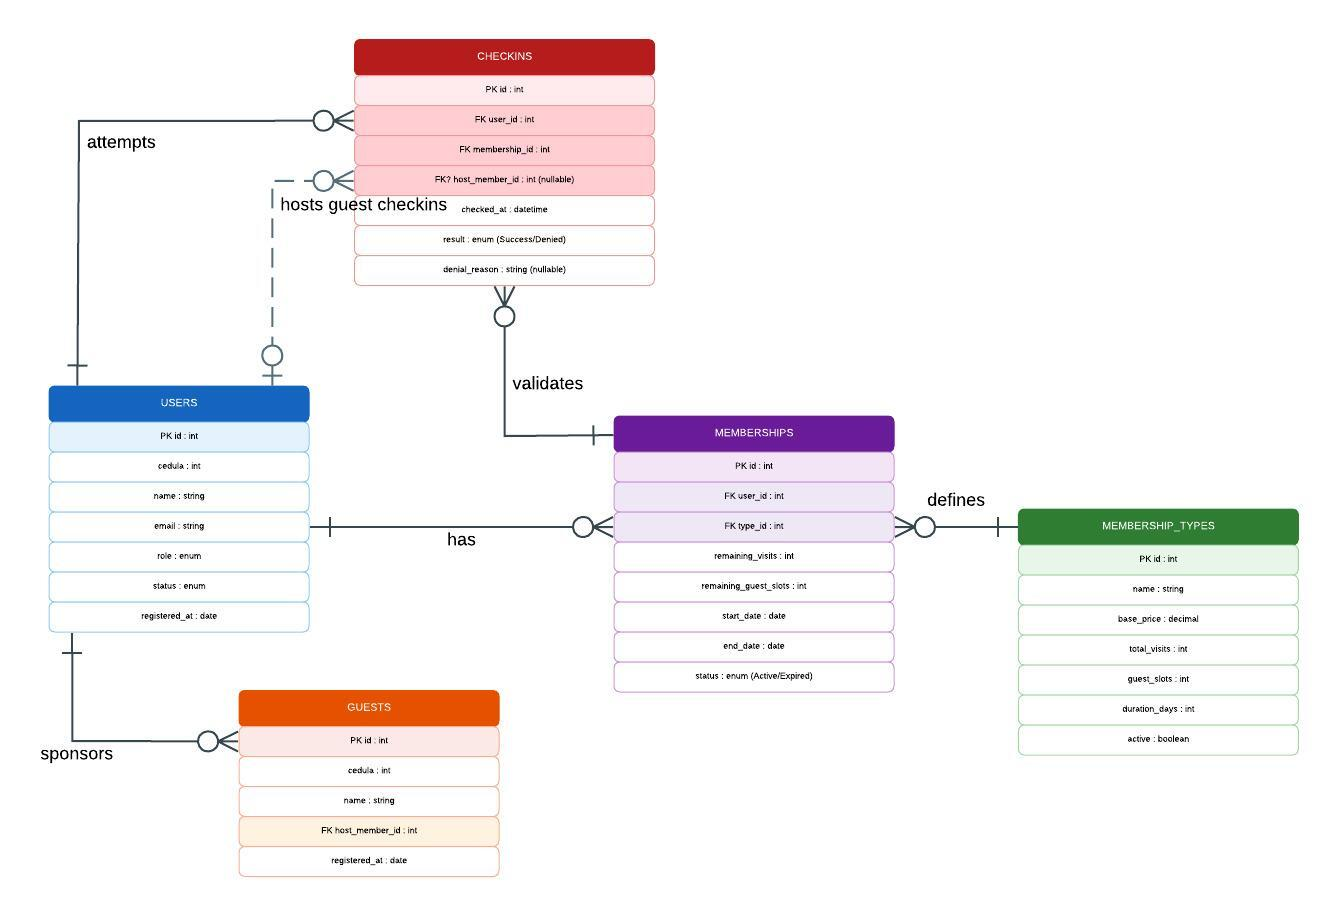 CHECKINS
PK id : int
FK user_id : int
FK membership_id : int
FK? host_member_id : int (nullable)
checked_at : datetime
result : enum (Success/Denied)
denial_reason : string (nullable)
attempts
hosts guest checkins
validates
USERS
PK id : int
cedula : int
name : string
email : string
role : enum
status : enum
registered_at : date
has
MEMBERSHIPS
PK id : int
FK user_id : int
FK type_id : int
remaining_visits : int
remaining_guest_slots : int
start_date : date
end_date : date
status : enum (Active/Expired)
defines
MEMBERSHIP_TYPES
PK id : int
name : string
base_price : decimal
total_visits : int
guest_slots : int
duration_days : int
active : boolean
sponsors
GUESTS
PK id : int
cedula : int
name : string
FK host_member_id : int
registered_at : date